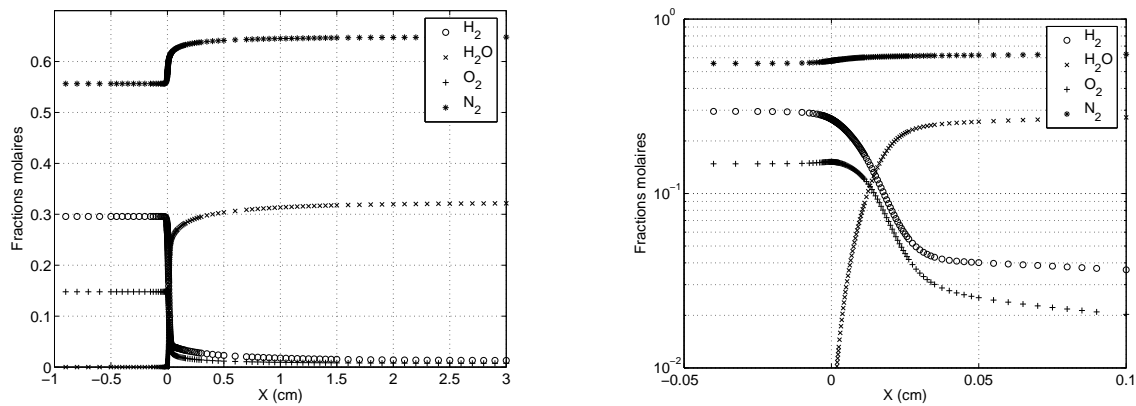 H2
H2O
O2
N2
0.6
0.5
0.4
0.3
0.2
0.1
0
Fractions molaires
−1 −0.5 0 0.5 1.0 1.5 2.0 2.5 3
X (cm)
10^0
H2
H2O
O2
N2
10^−1
10^−2
Fractions molaires
−0.05 0 0.05 0.1
X (cm)